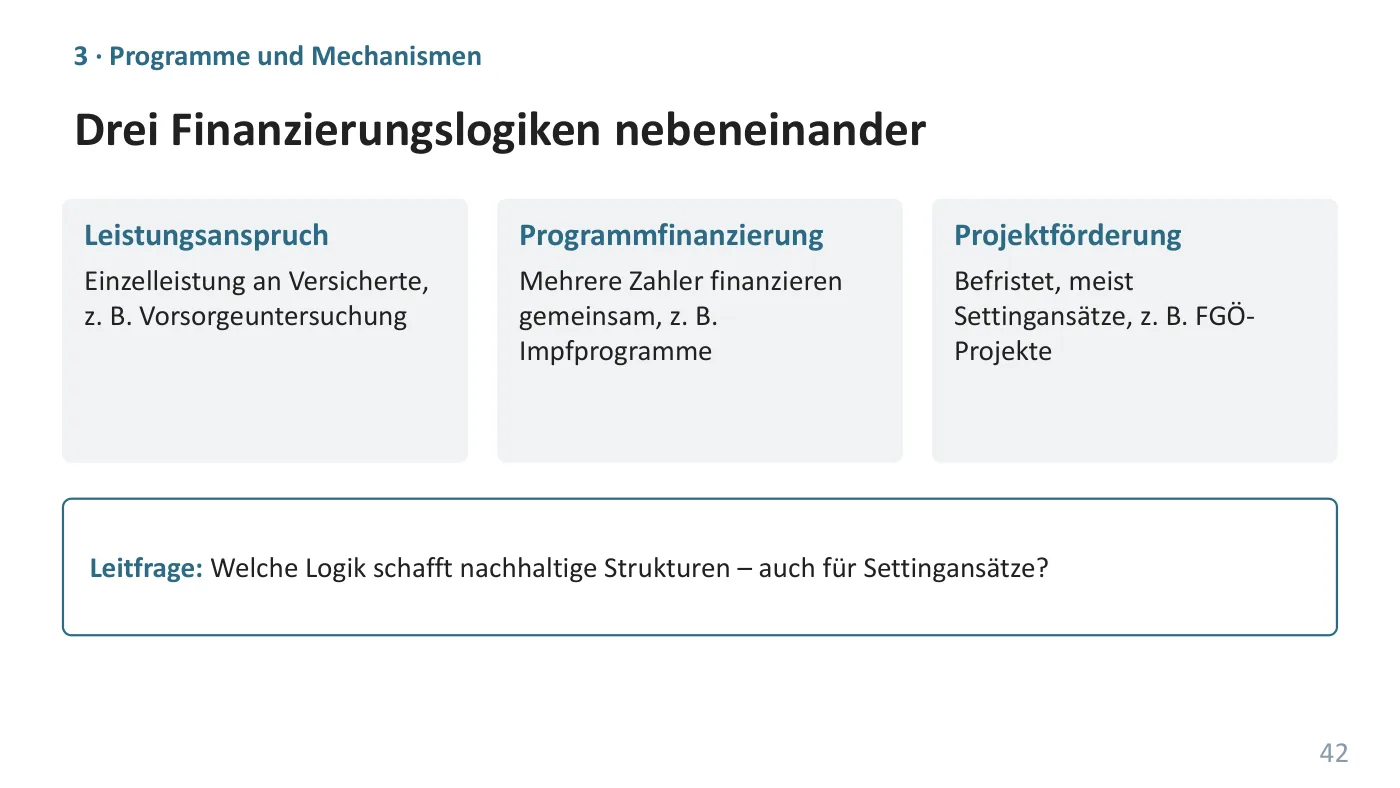 3 · Programme und Mechanismen
Drei Finanzierungslogiken nebeneinander
Leistungsanspruch
Einzelleistung an Versicherte,
z. B. Vorsorgeuntersuchung
Programmfinanzierung
Mehrere Zahler finanzieren
gemeinsam, z. B.
Impfprogramme
Projektförderung
Befristet, meist
Settingansätze, z. B. FGÖ-
Projekte
Leitfrage: Welche Logik schafft nachhaltige Strukturen – auch für Settingansätze?
42